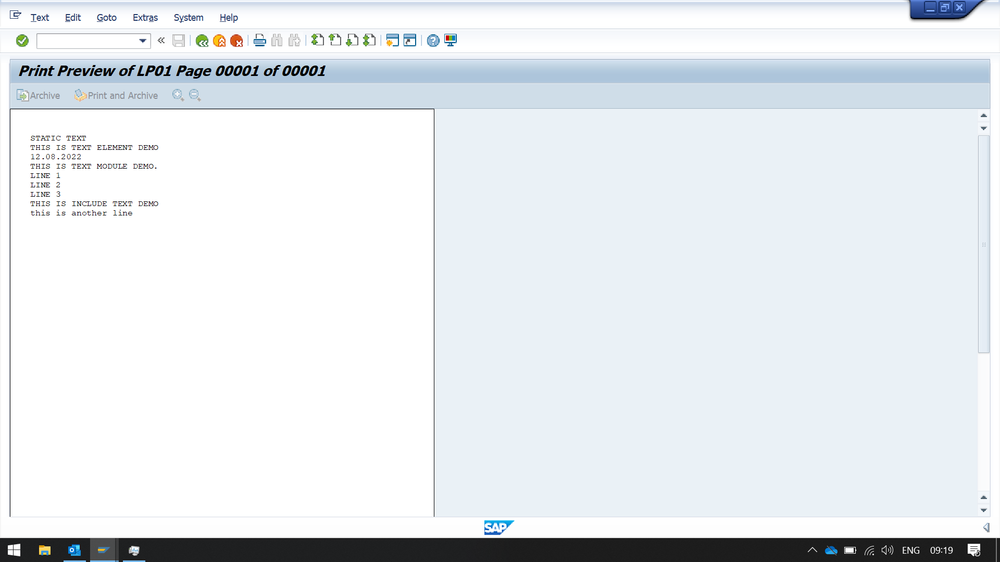 Text Edit Goto Extras System Help
Print Preview of LP01 Page 00001 of 00001
Archive Print and Archive
STATIC TEXT
THIS IS TEXT ELEMENT DEMO
12.08.2022
THIS IS TEXT MODULE DEMO.
LINE 1
LINE 2
LINE 3
THIS IS INCLUDE TEXT DEMO
this is another line
SAP
ENG 09:19